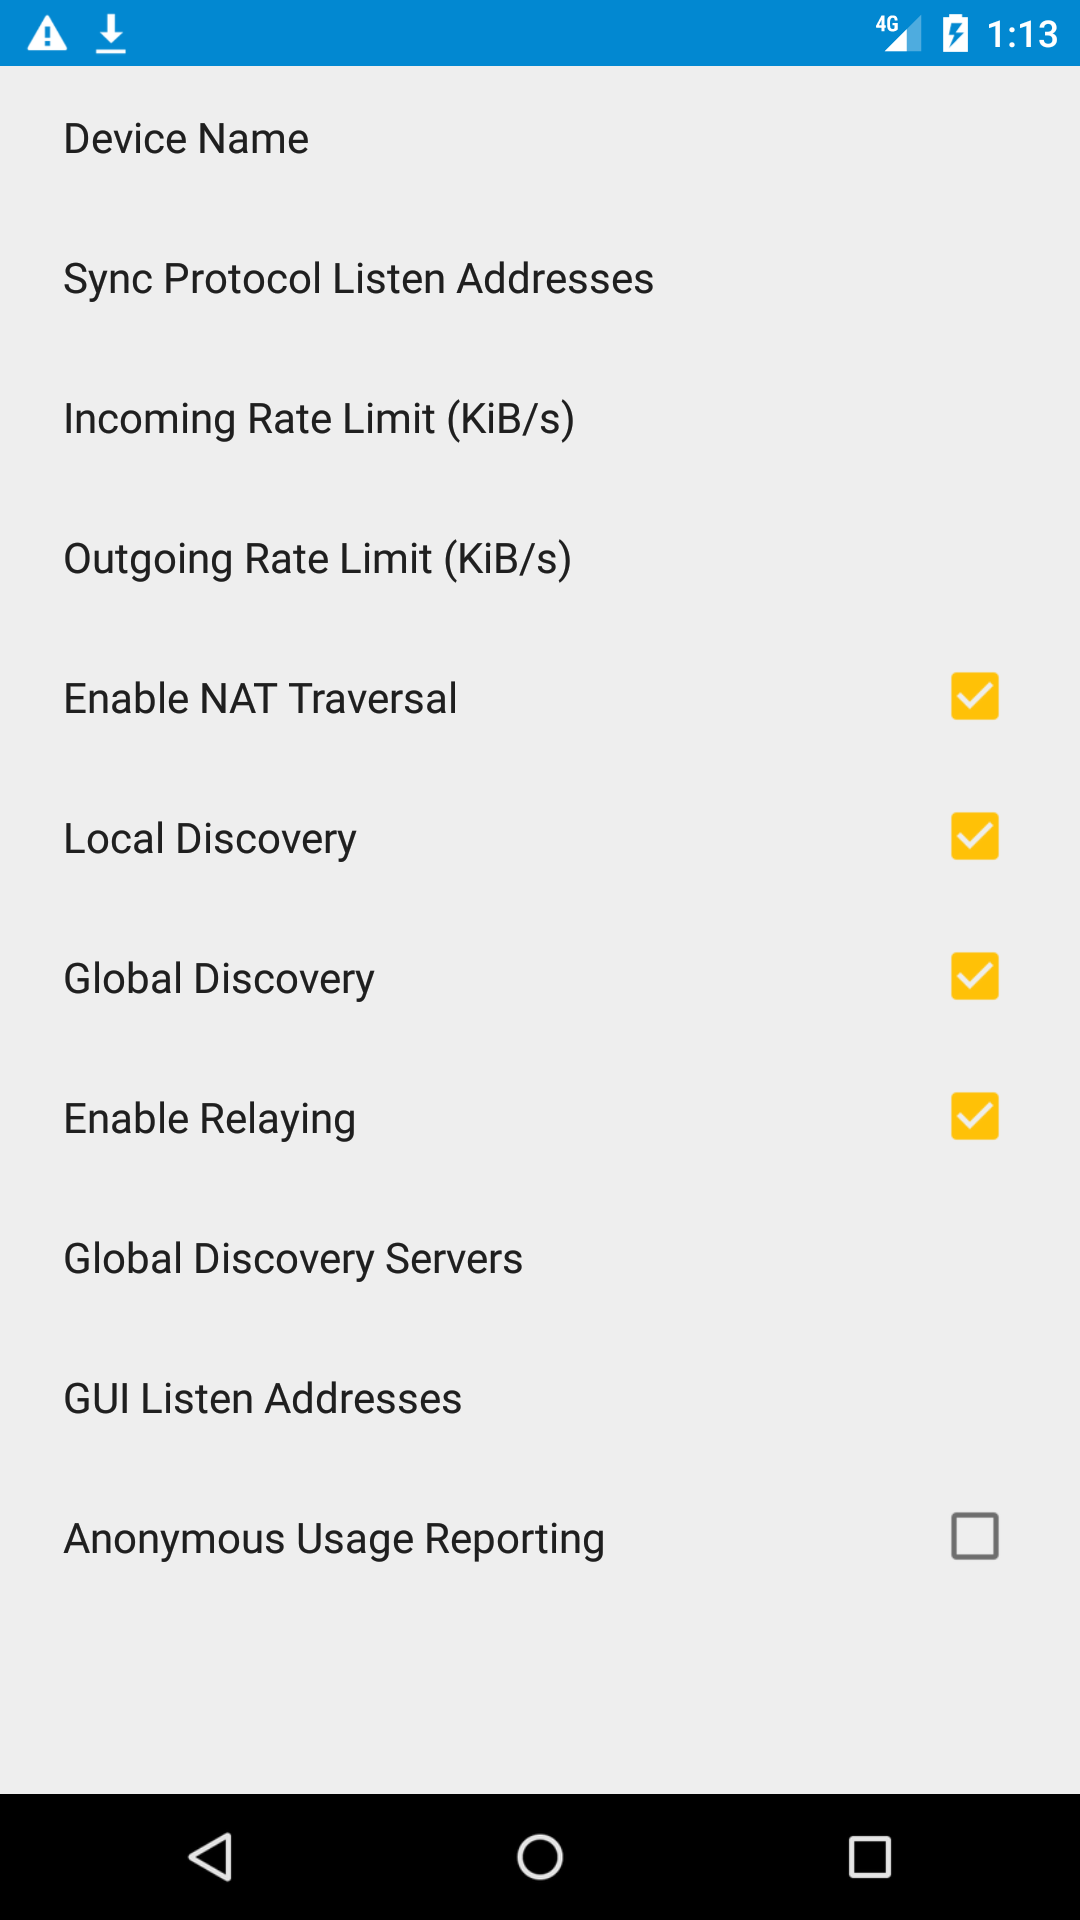 4G 1:13
Device Name
Sync Protocol Listen Addresses
Incoming Rate Limit (KiB/s)
Outgoing Rate Limit (KiB/s)
Enable NAT Traversal
Local Discovery
Global Discovery
Enable Relaying
Global Discovery Servers
GUI Listen Addresses
Anonymous Usage Reporting